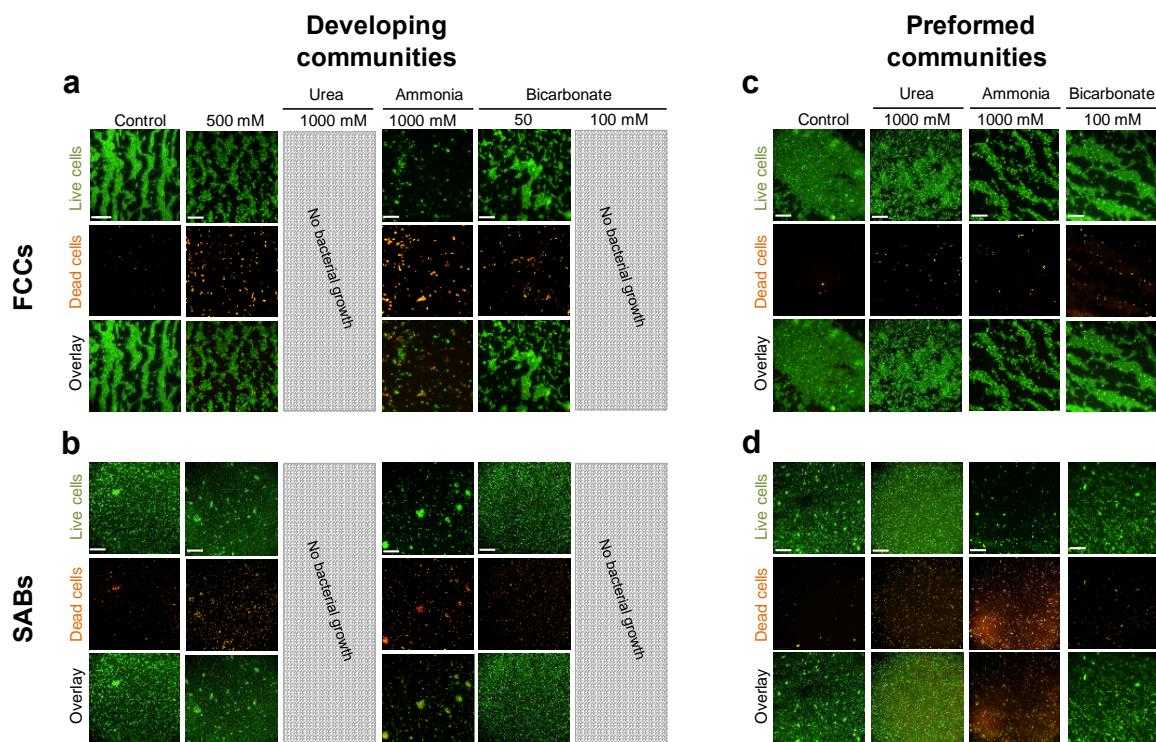 Developing
communities
Preformed
communities
a
Urea
Ammonia
Bicarbonate
Control
500 mM
1000 mM
1000 mM
50
100 mM
c
Urea
Ammonia
Bicarbonate
Control
1000 mM
1000 mM
100 mM
FCCs
Live cells
Dead cells
Overlay
No bacterial growth
No bacterial growth
b
d
SABs
Live cells
Dead cells
Overlay
No bacterial growth
No bacterial growth
Live cells
Dead cells
Overlay
Live cells
Dead cells
Overlay